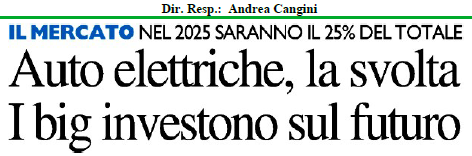 Dir. Resp.: Andrea Cangini
IL MERCATO NEL 2025 SARANNO IL 25% DEL TOTALE
Auto elettriche, la svolta
I big investono sul futuro